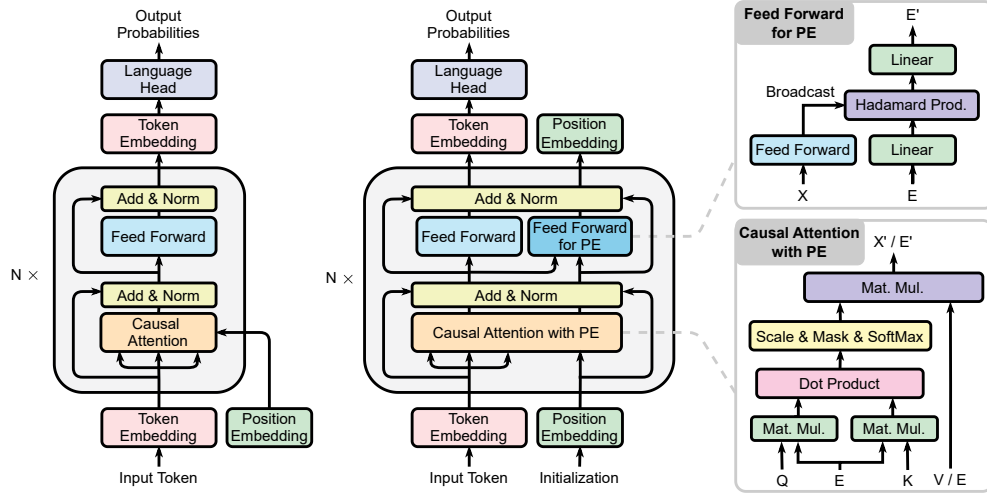 Output
Probabilities
Language
Head
Token
Embedding
Add & Norm
Feed Forward
N ×
Add & Norm
Causal
Attention
Token
Embedding
Position
Embedding
Input Token
Output
Probabilities
Language
Head
Token
Embedding
Position
Embedding
Add & Norm
Feed Forward
Feed Forward
for PE
N ×
Add & Norm
Causal Attention with PE
Token
Embedding
Position
Embedding
Input Token
Initialization
Feed Forward
for PE
E'
Linear
Broadcast
Hadamard Prod.
Feed Forward
Linear
X
E
Causal Attention
with PE
X' / E'
Mat. Mul.
Scale & Mask & SoftMax
Dot Product
Mat. Mul.
Mat. Mul.
Q
E
K
V / E